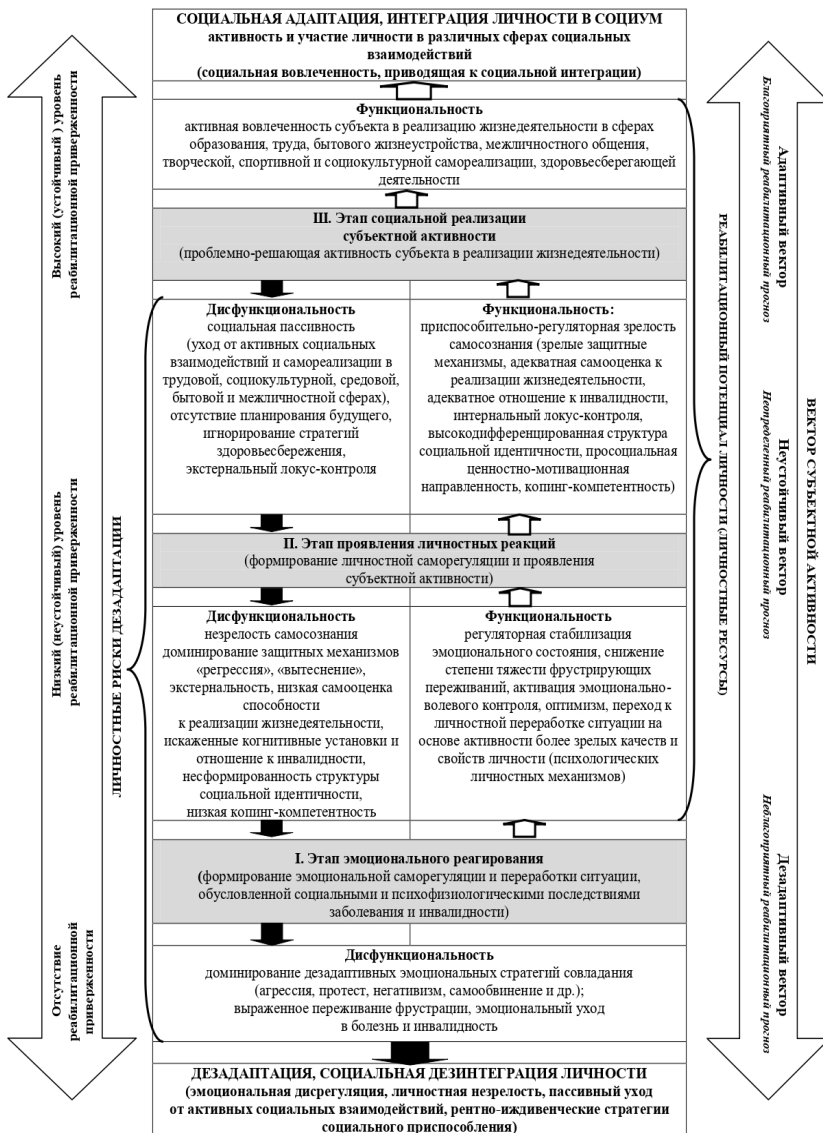 СОЦИАЛЬНАЯ АДАПТАЦИЯ, ИНТЕГРАЦИЯ ЛИЧНОСТИ В СОЦИУМ
активность и участие личности в различных сферах социальных
взаимодействий
(социальная вовлеченность, приводящая к социальной интеграции)
Функциональность
активная вовлеченность субъекта в реализацию жизнедеятельности в сферах
образования, труда, бытового жизнеустройства, межличностного общения,
творческой, спортивной и социокультурной самореализации, здоровьесберегающей
деятельности
III. Этап социальной реализации
субъектной активности
(проблемно-решающая активность субъекта в реализации жизнедеятельности)
Дисфункциональность
социальная пассивность
(уход от активных социальных
взаимодействий и самореализации в
трудовой, социокультурной, средовой,
бытовой и межличностной сферах),
отсутствие планирования будущего,
игнорирование стратегий
здоровьесбережения,
экстернальный локус-контроля
Функциональность:
приспособительно-регуляторная зрелость
самосознания (зрелые защитные
механизмы, адекватная самооценка к
реализации жизнедеятельности,
адекватное отношение к инвалидности,
интернальный локус-контроля,
высокодифференцированная структура
социальной идентичности, просоциальная
ценностно-мотивационная
направленность, копинг-компетентность)
II. Этап проявления личностных реакций
(формирование личностной саморегуляции и проявления
субъектной активности)
Дисфункциональность
незрелость самосознания
доминирование защитных механизмов
«регрессия», «вытеснение»,
экстернальность, низкая самооценка
способности
к реализации жизнедеятельности,
искаженные когнитивные установки и
отношение к инвалидности,
несформированность структуры
социальной идентичности,
низкая копинг-компетентность
Функциональность
регуляторная стабилизация
эмоционального состояния, снижение
степени тяжести фрустрирующих
переживаний, активация эмоционально-
волевого контроля, оптимизм, переход к
личностной переработке ситуации на
основе активности более зрелых качеств и
свойств личности (психологических
личностных механизмов)
I. Этап эмоционального реагирования
(формирование эмоциональной саморегуляции и переработки ситуации,
обусловленной социальными и психофизиологическими последствиями
заболевания и инвалидности)
Дисфункциональность
доминирование дезадаптивных эмоциональных стратегий совладания
(агрессия, протест, негативизм, самообвинение и др.);
выраженное переживание фрустрации, эмоциональный уход
в болезнь и инвалидность
ДЕЗАДАПТАЦИЯ, СОЦИАЛЬНАЯ ДЕЗИНТЕГРАЦИЯ ЛИЧНОСТИ
(эмоциональная дисрегуляция, личностная незрелость, пассивный уход
от активных социальных взаимодействий, рентно-иждивенческие стратегии
социального приспособления)
Высокий (устойчивый ) уровень
реабилитационной приверженности
Низкий (неустойчивый) уровень
реабилитационной приверженности
Отсутствие
реабилитационной
приверженности
ЛИЧНОСТНЫЕ РИСКИ ДЕЗАДАПТАЦИИ
РЕАБИЛИТАЦИОННЫЙ ПОТЕНЦИАЛ ЛИЧНОСТИ (ЛИЧНОСТНЫЕ РЕСУРСЫ)
Благоприятный реабилитационный прогноз
Адаптивный вектор
Неопределенный реабилитационный прогноз
Неустойчивый вектор
Неблагоприятный реабилитационный прогноз
Дезадаптивный вектор
ВЕКТОР СУБЪЕКТНОЙ АКТИВНОСТИ